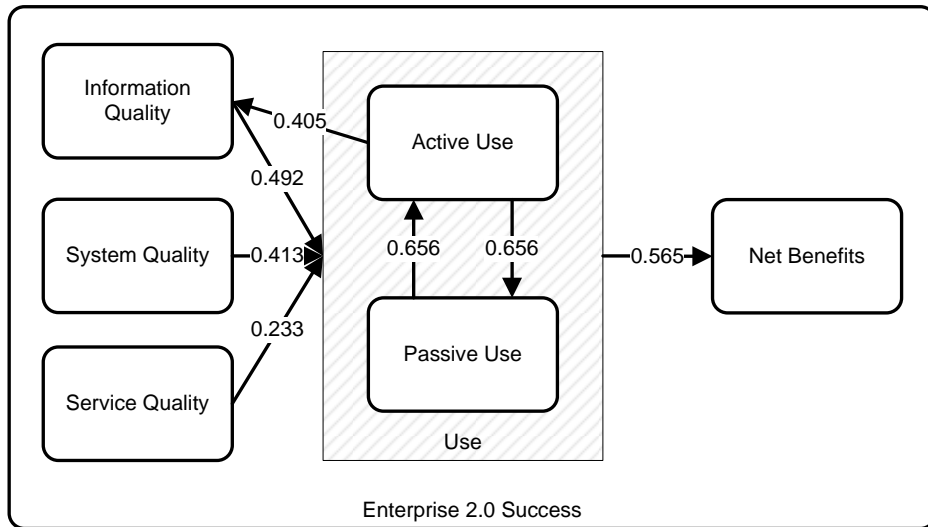 Information
Quality
0.405
Active Use
0.492
System Quality
0.413
0.656
0.656
0.565
Net Benefits
0.233
Passive Use
Service Quality
Use
Enterprise 2.0 Success